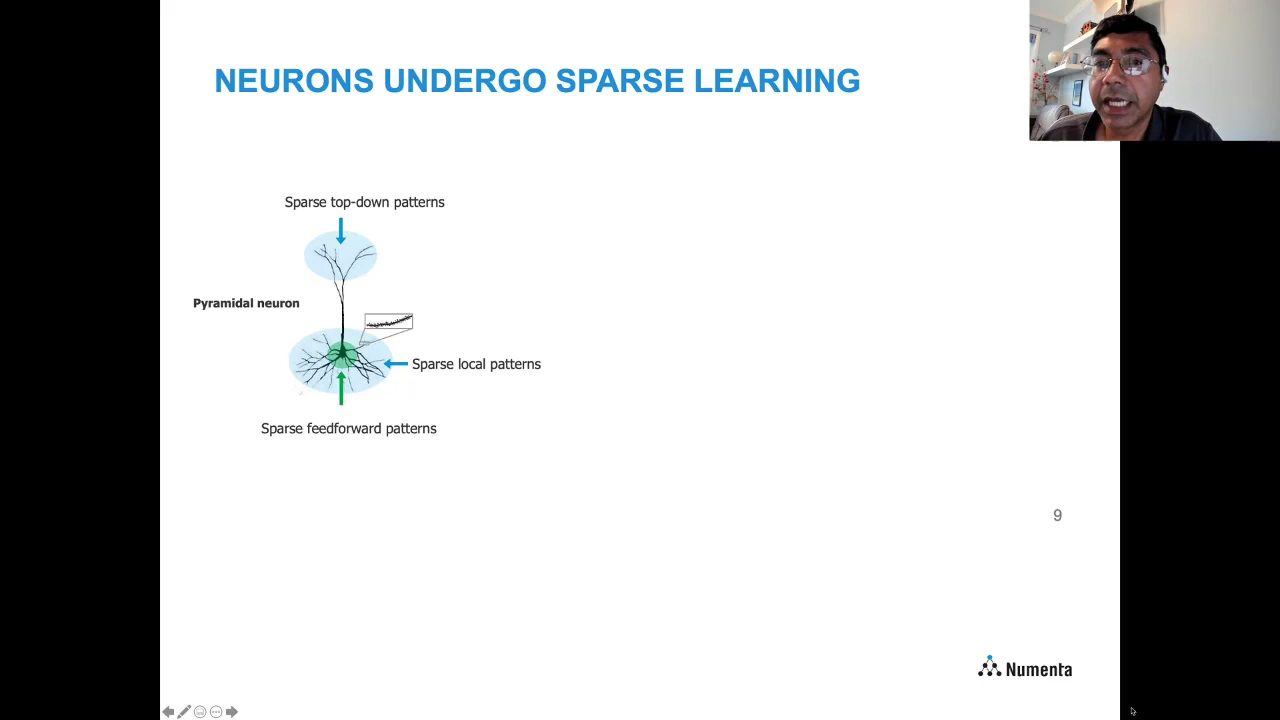 NEURONS UNDERGO SPARSE LEARNING
Sparse top-down patterns
Pyramidal neuron
Sparse local patterns
Sparse feedforward patterns
9
Numenta